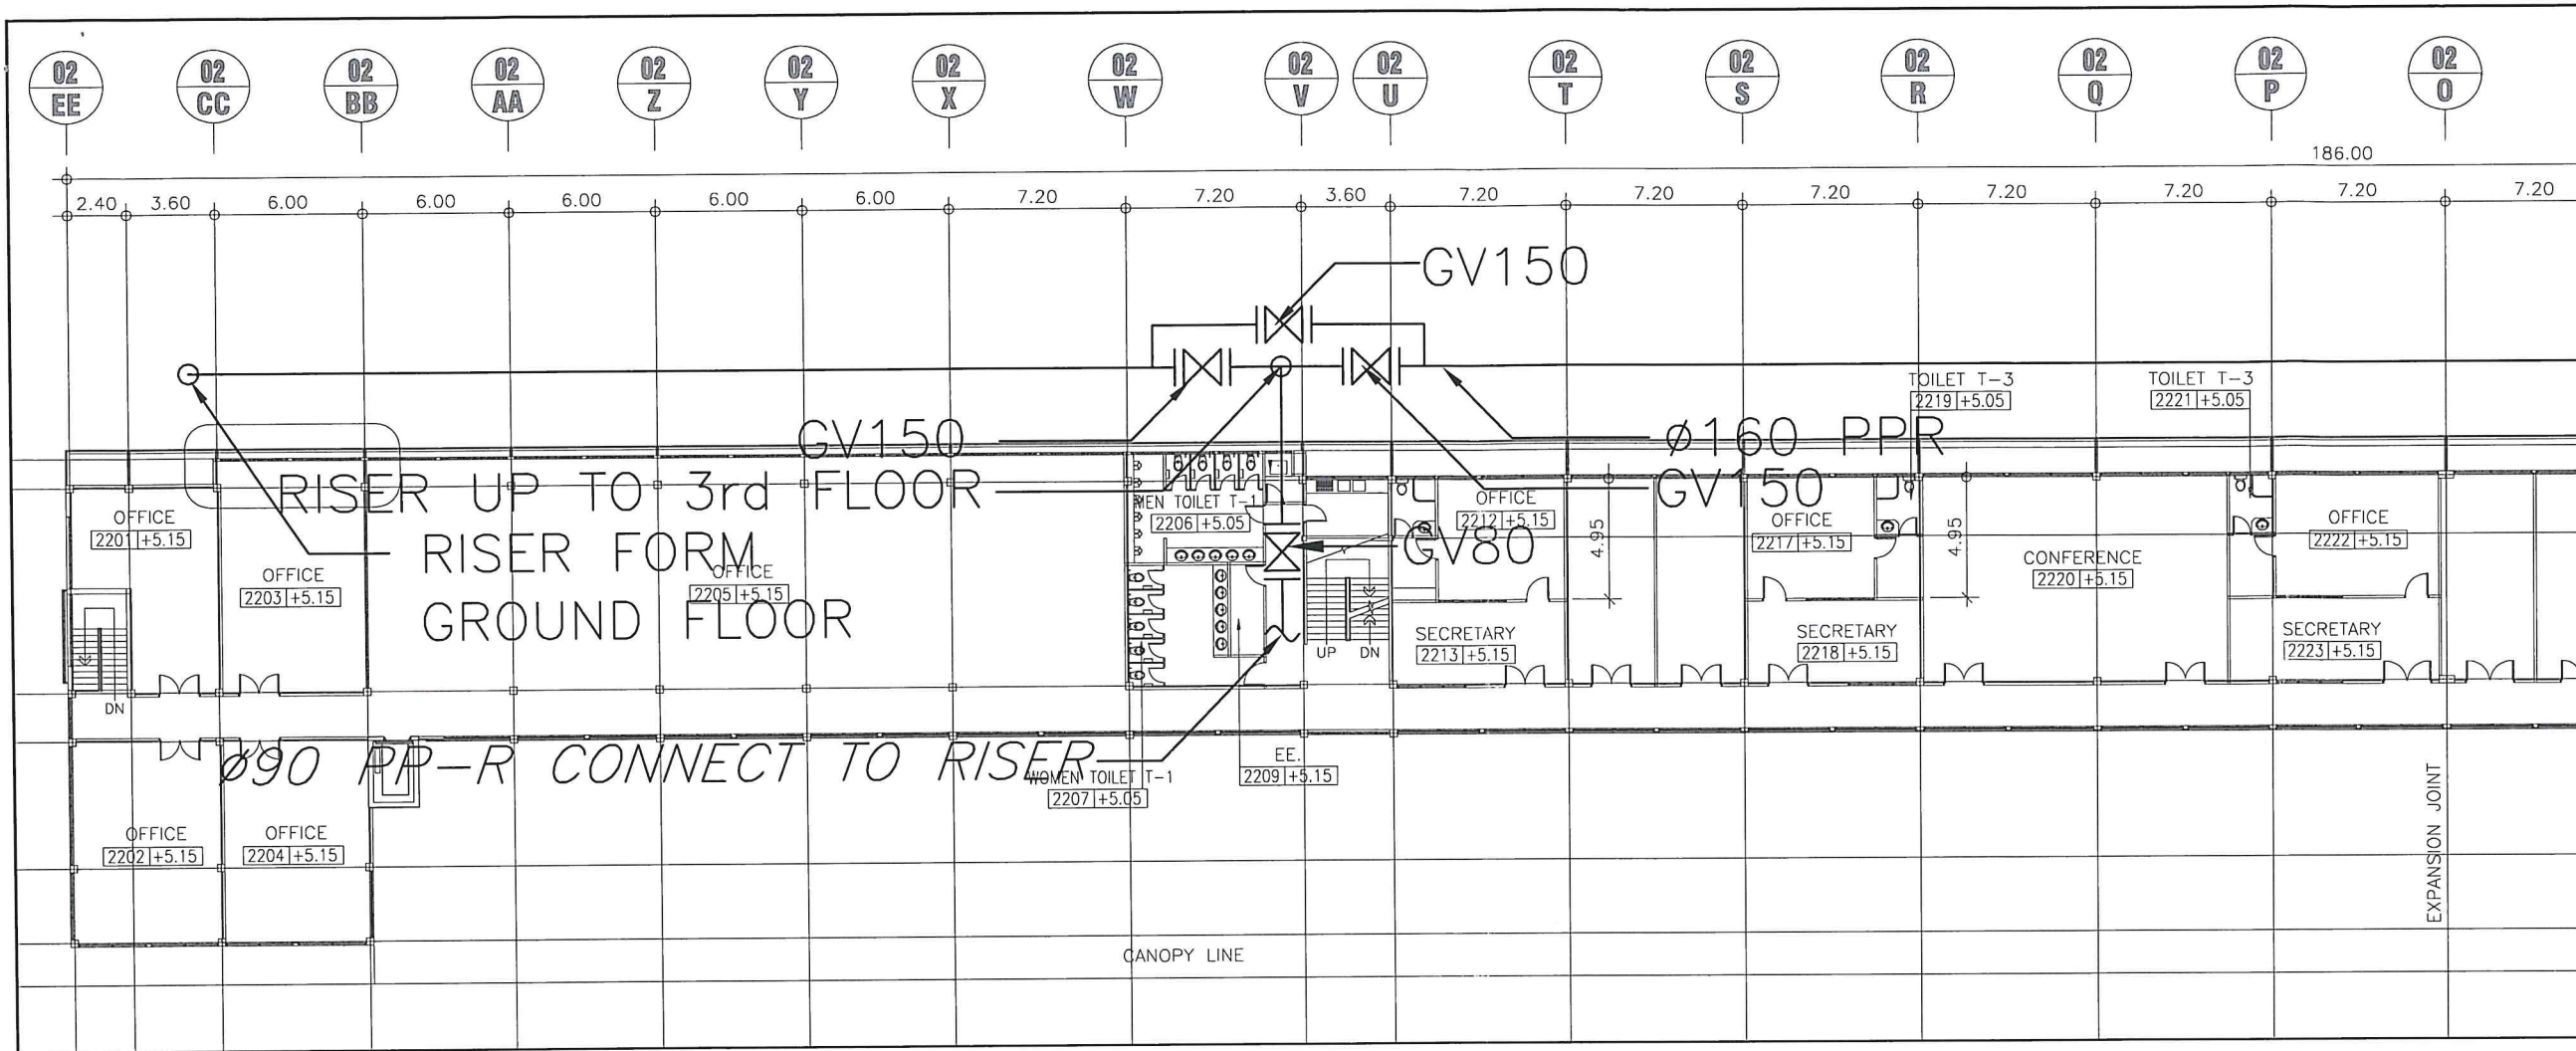 02 02 02 02 02 02 02 02 02 02 02 02 02 02 02 02
EE CC BB AA Z Y X W V U T S R Q P O
186.00
2.40 3.60 6.00 6.00 6.00 6.00 6.00 7.20 7.20 3.60 7.20 7.20 7.20 7.20 7.20 7.20 7.20
GV150
TOILET T-3
2219 +5.05
TOILET T-3
2221 +5.05
GV150
ø160 PPR
GV150
RISER UP TO 3rd FLOOR
RISER FORM
GROUND FLOOR
GV80
OFFICE
2201 +5.15
OFFICE
2203 +5.15
OFFICE
2205 +5.15
MEN TOILET T-1
2206 +5.05
OFFICE
2212 +5.15
4.95
OFFICE
2217 +5.15
4.95
CONFERENCE
2220 +5.15
OFFICE
2222 +5.15
SECRETARY
2213 +5.15
SECRETARY
2218 +5.15
SECRETARY
2223 +5.15
UP DN
DN
ø90 PP-R CONNECT TO RISER
WOMEN TOILET T-1
2207 +5.05
EE.
2209 +5.15
OFFICE
2202 +5.15
OFFICE
2204 +5.15
EXPANSION JOINT
CANOPY LINE